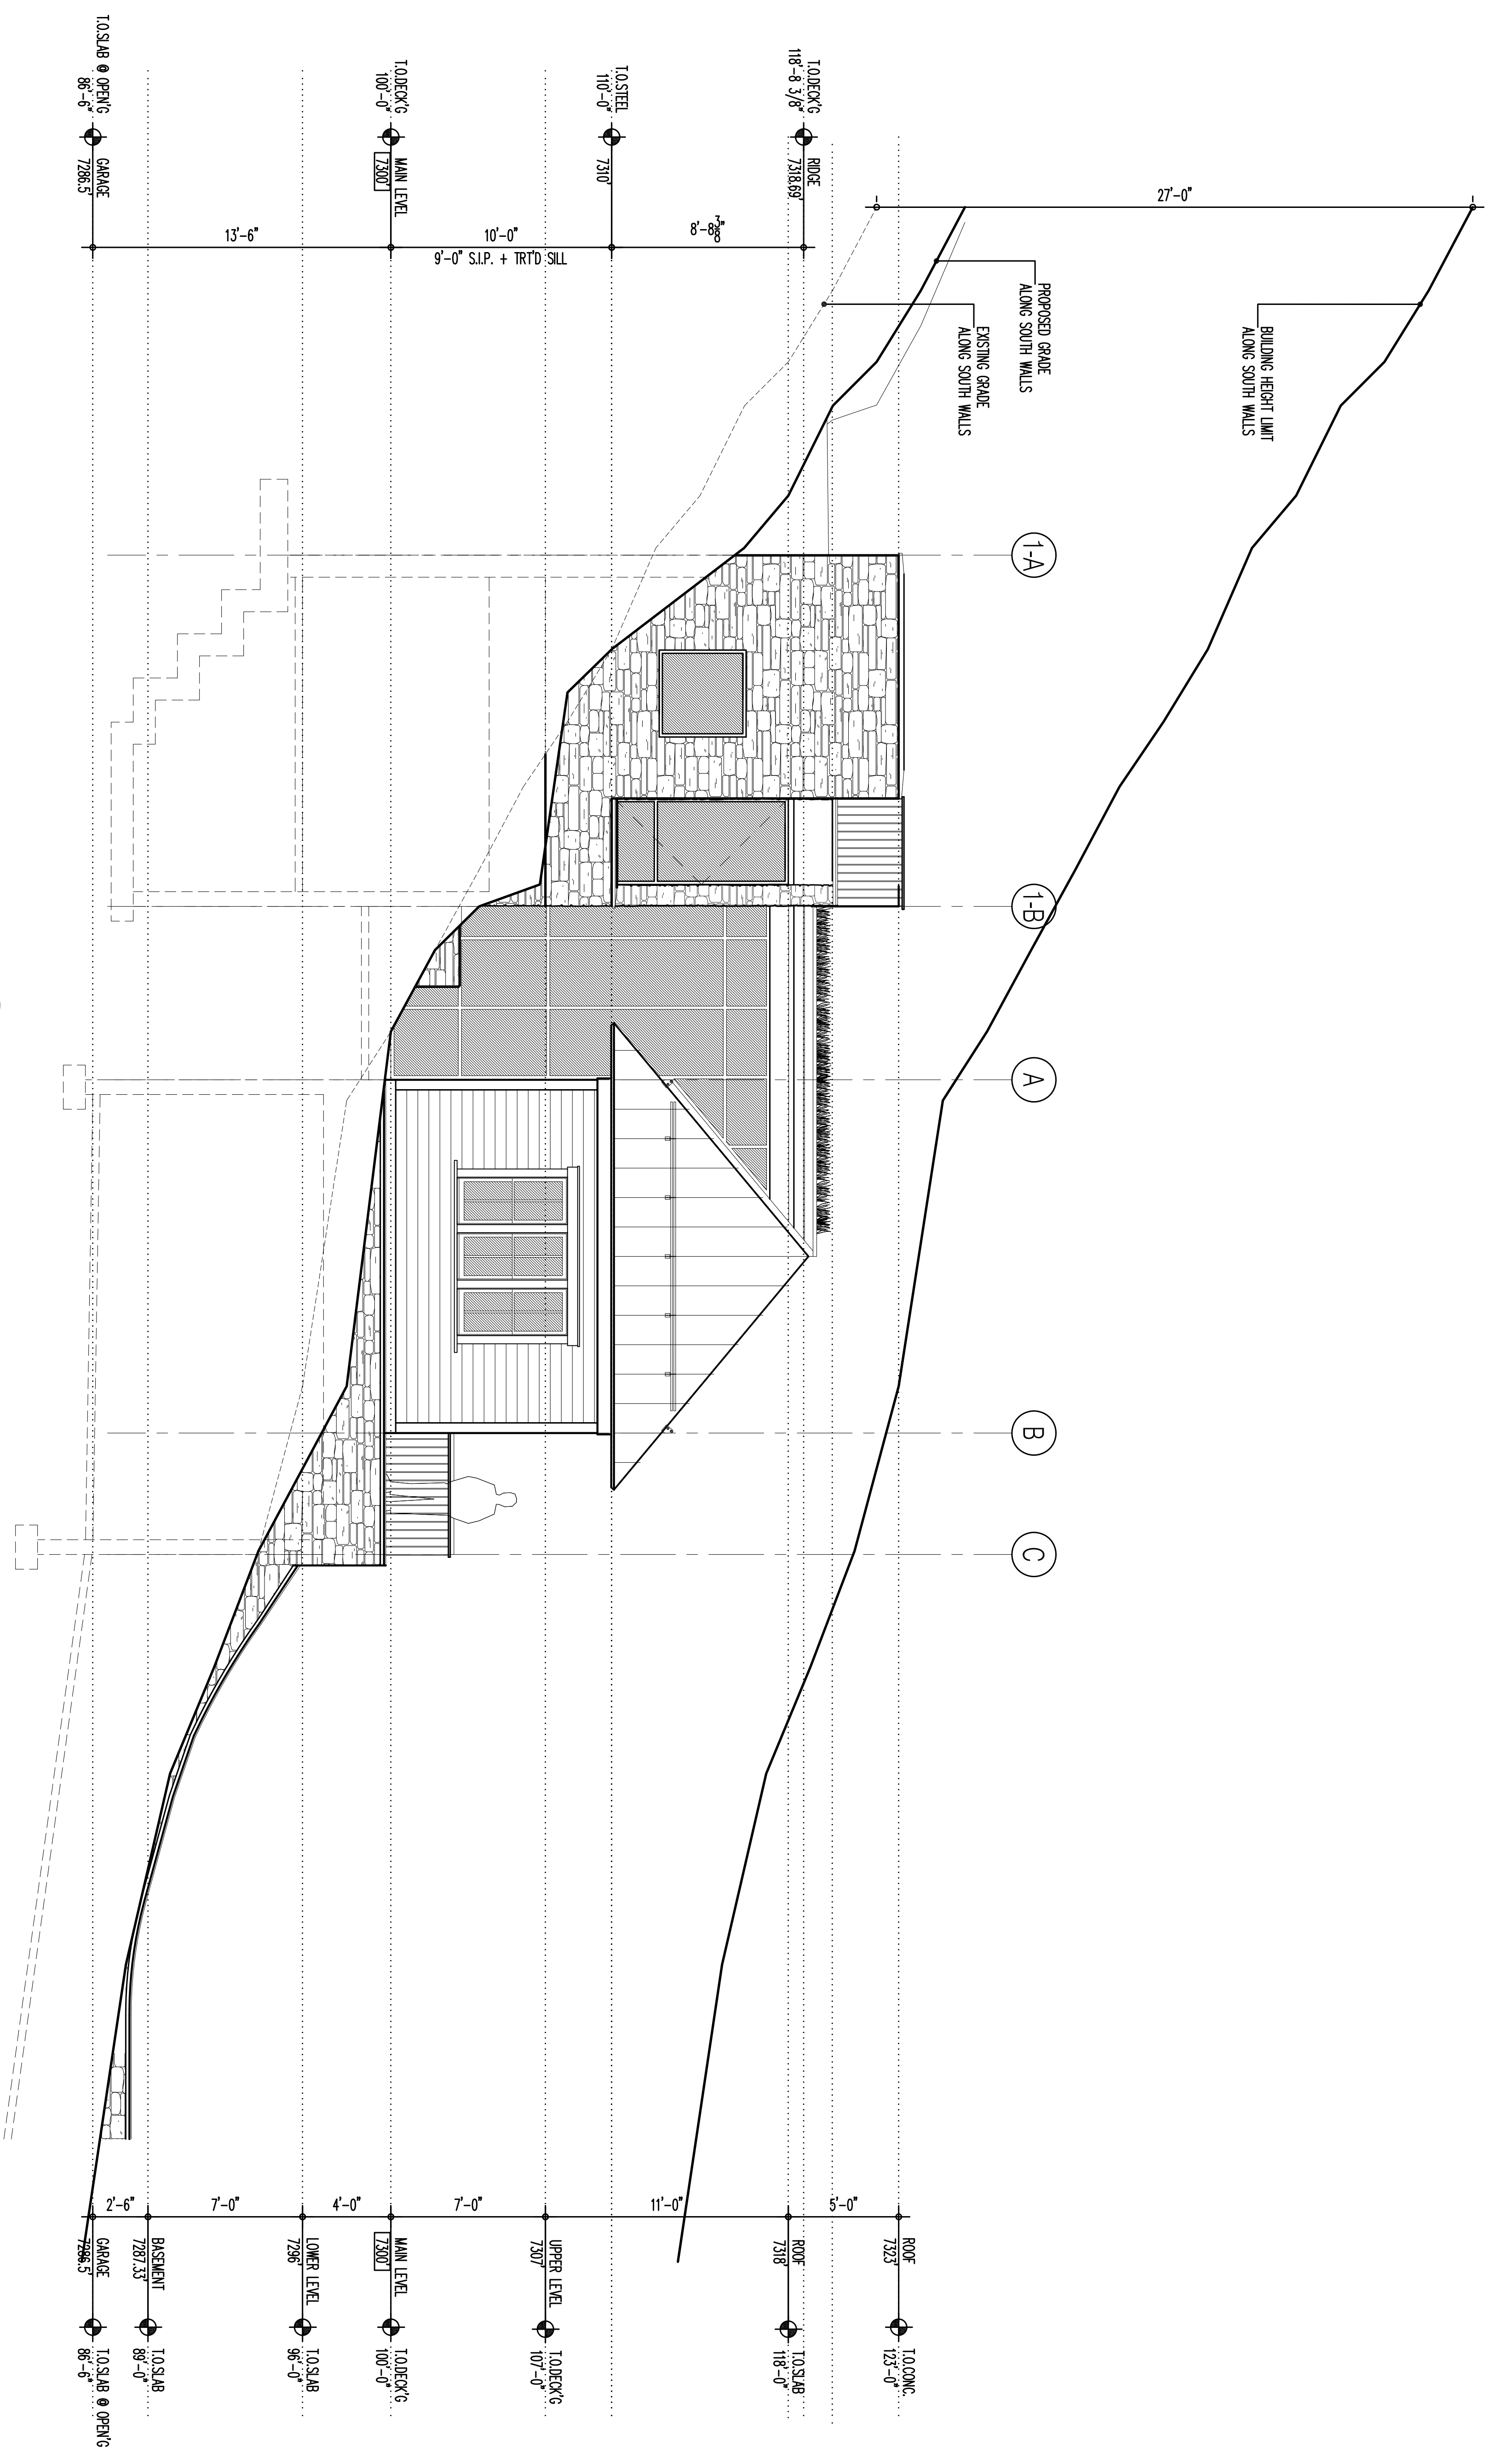 27'-0"
BUILDING HEIGHT LIMIT
ALONG SOUTH WALLS
PROPOSED GRADE
ALONG SOUTH WALLS
EXISTING GRADE
ALONG SOUTH WALLS
1-A
1-B
A
B
C
T.O.DECK'G
118'-8 3/8"
RIDGE
7318.69'
8'-8 3/8"
T.O.STEEL
110'-0"
7310'
10'-0"
9'-0" S.I.P. + TRT'D SILL
T.O.DECK'G
100'-0"
MAIN LEVEL
7300'
13'-6"
T.O.SLAB @ OPEN'G
86'-6"
GARAGE
7286.5'
ROOF
7323'
T.O.CONC.
123'-0"
5'-0"
ROOF
7318'
T.O.SLAB
118'-0"
11'-0"
UPPER LEVEL
7307'
T.O.DECK'G
107'-0"
7'-0"
MAIN LEVEL
7300'
T.O.DECK'G
100'-0"
4'-0"
LOWER LEVEL
7296'
T.O.SLAB
96'-0"
7'-0"
BASEMENT
7287.33'
T.O.SLAB
89'-0"
2'-6"
GARAGE
7286.5'
T.O.SLAB @ OPEN'G
86'-6"